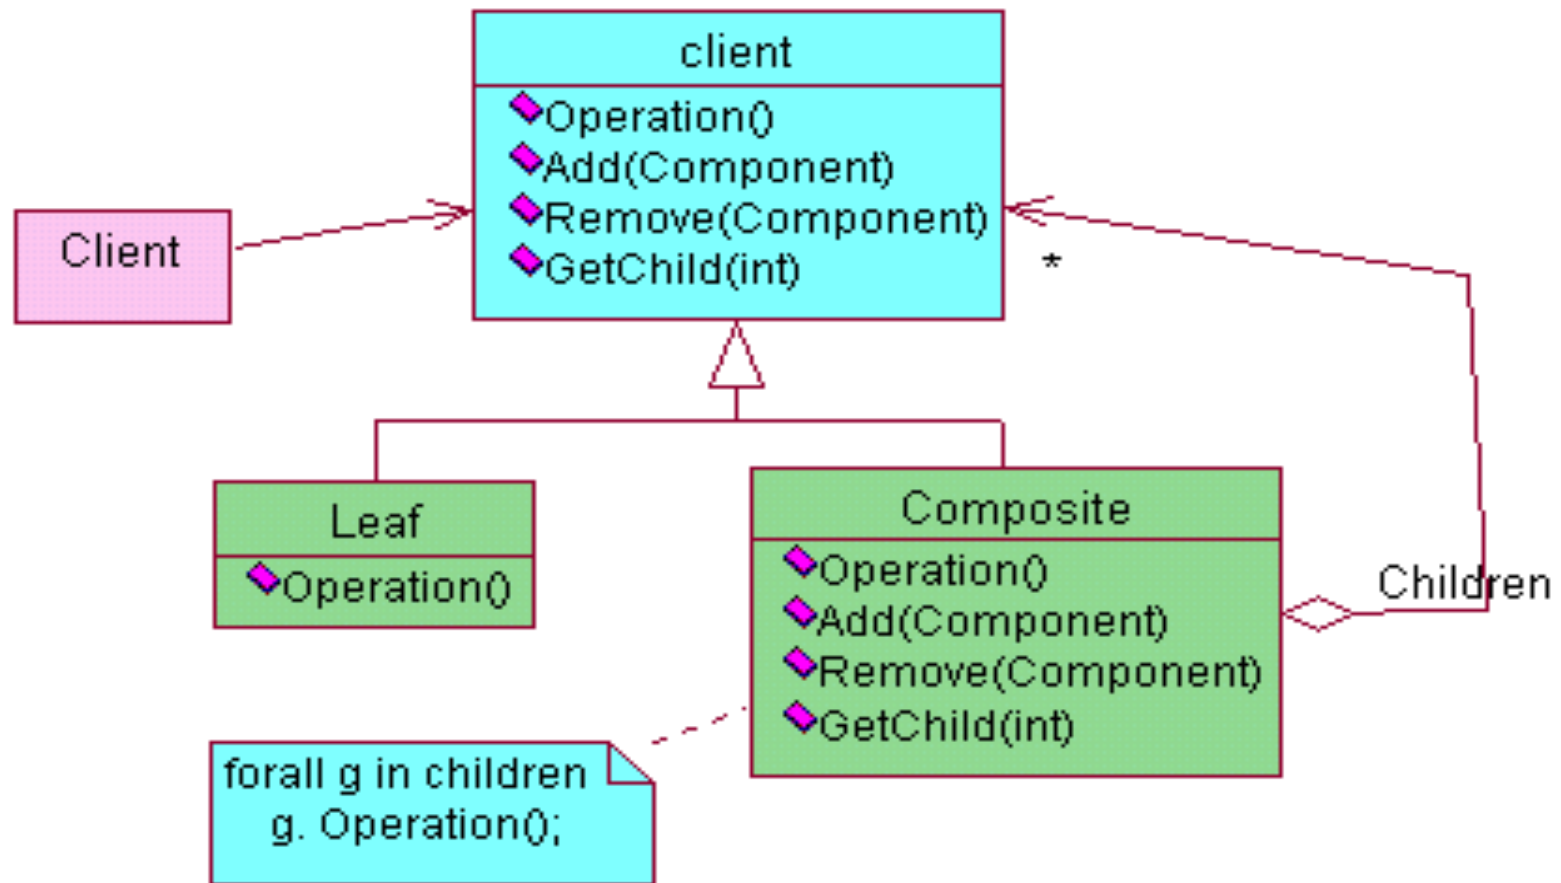 client
Operation()
Add(Component)
Remove(Component)
GetChild(int)
Client
*
Leaf
Operation()
Composite
Operation()
Add(Component)
Remove(Component)
GetChild(int)
Children
forall g in children
g. Operation();